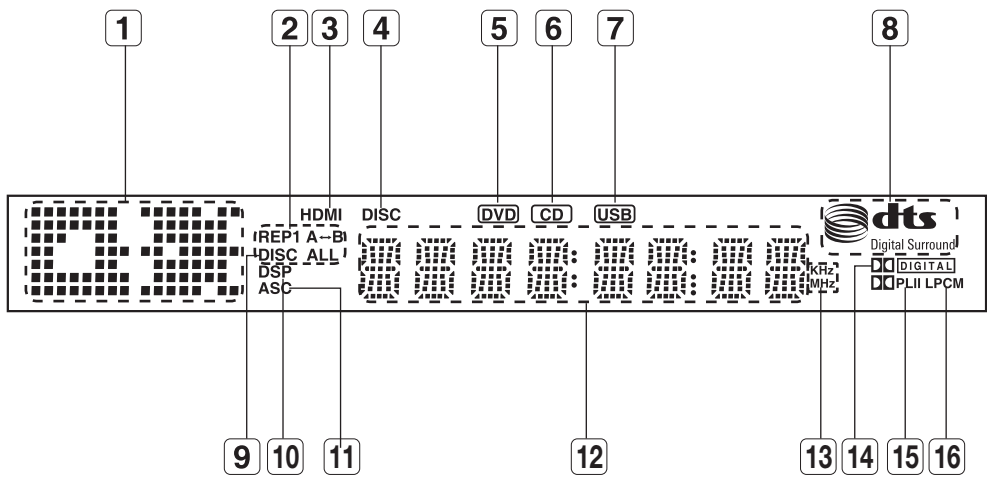 1 2 3 4 5 6 7 8
HDMI DISC DVD CD USB
REP1 A↔B
DISC ALL
DSP
ASC
KHz
MHz
dts
Digital Surround
DIGITAL
PLII LPCM
9 10 11 12 13 14 15 16